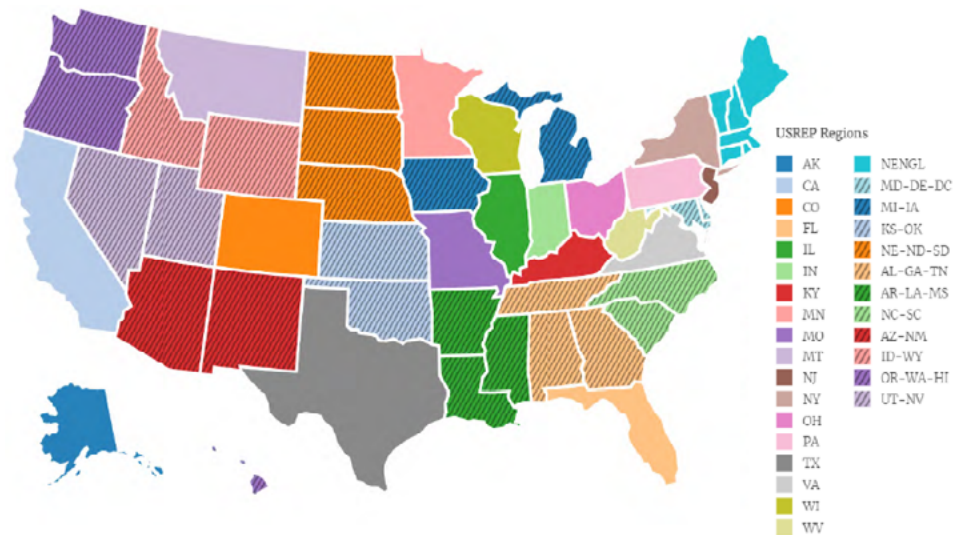 USREP Regions
AK
CA
CO
FL
IL
IN
KY
MN
MO
MT
NJ
NY
OH
PA
TX
VA
WI
WV
NENGL
MD-DE-DC
MI-IA
KS-OK
NE-ND-SD
AL-GA-TN
AR-LA-MS
NC-SC
AZ-NM
ID-WY
OR-WA-HI
UT-NV